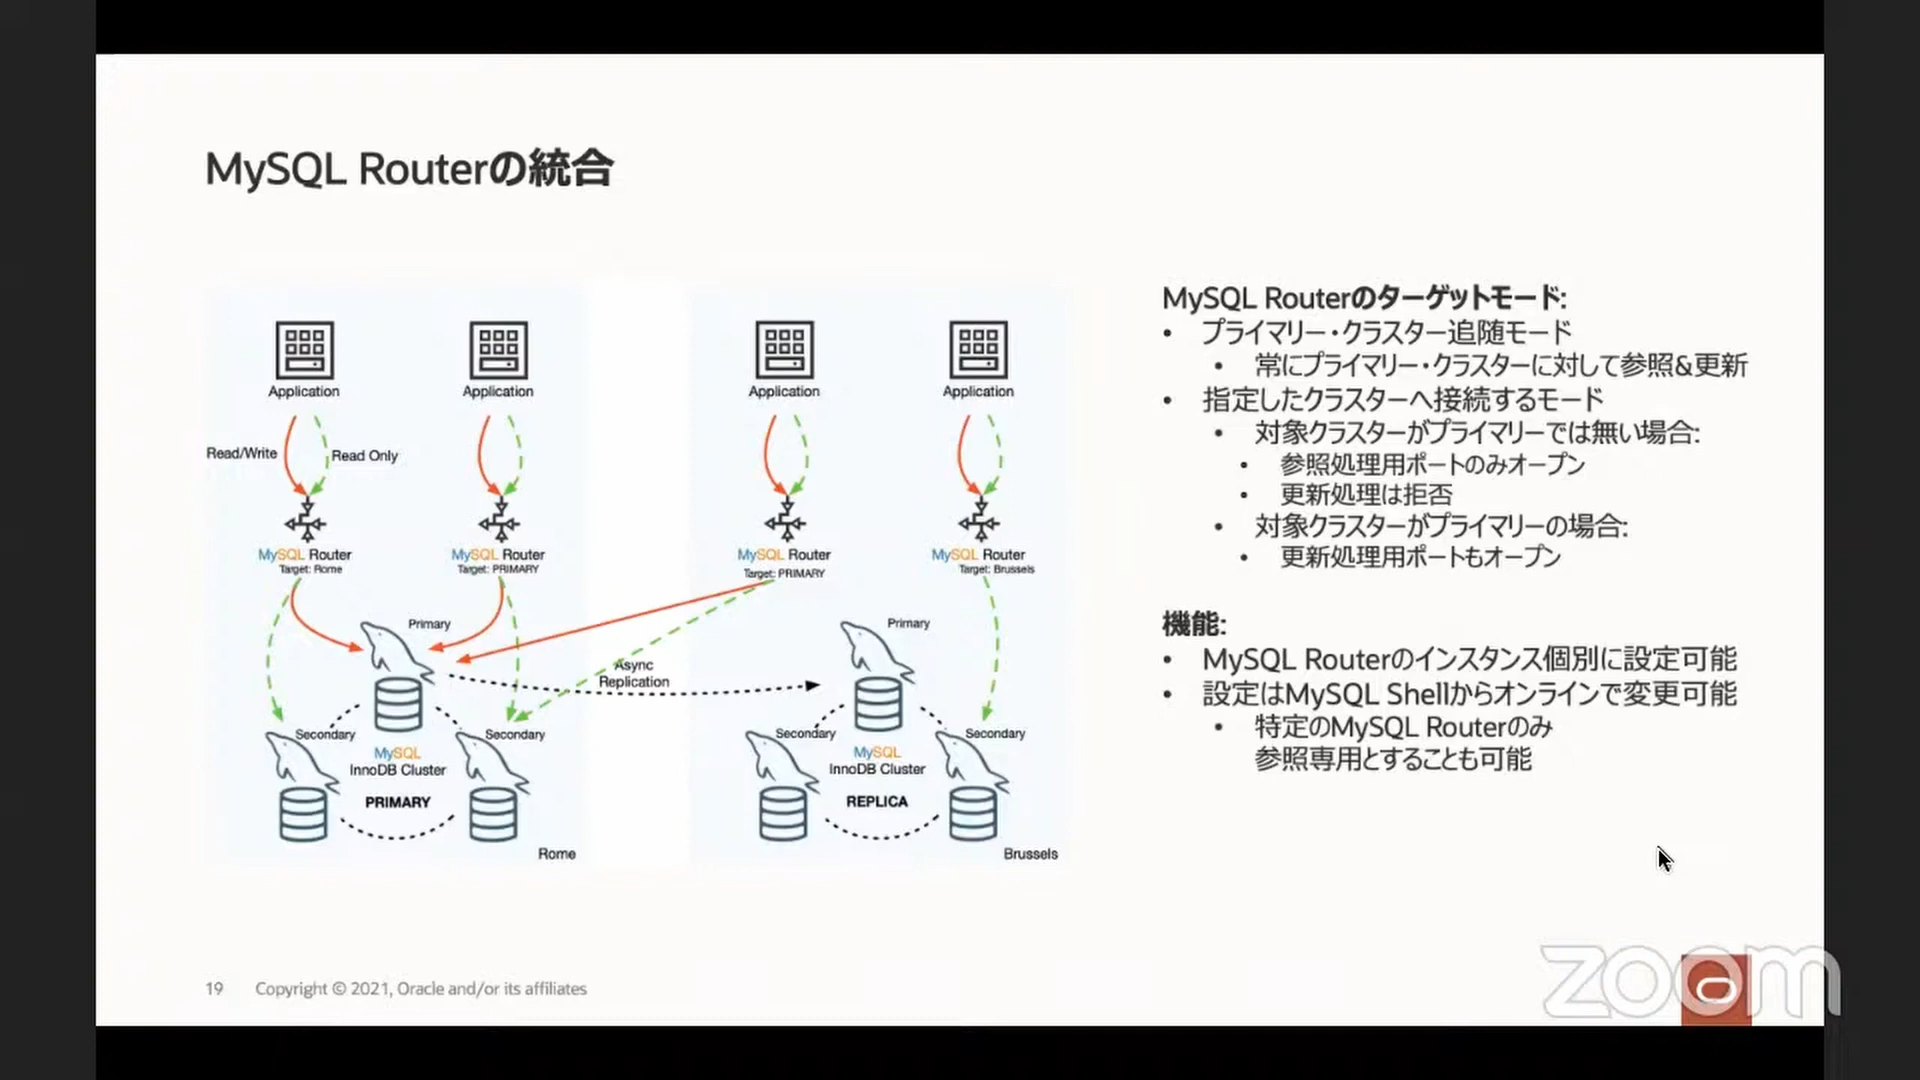 MySQL Routerの統合
Application
Application
Application
Application
Read/Write
Read Only
MySQL Router
Target: Rome
MySQL Router
Target: PRIMARY
MySQL Router
Target: PRIMARY
MySQL Router
Target: Brussels
Primary
Primary
Async
Replication
Secondary
Secondary
Secondary
Secondary
MySQL
InnoDB Cluster
PRIMARY
MySQL
InnoDB Cluster
REPLICA
Rome
Brussels
MySQL Routerのターゲットモード:
• プライマリー・クラスター追随モード
• 常にプライマリー・クラスターに対して参照&更新
• 指定したクラスターへ接続するモード
• 対象クラスターがプライマリーでは無い場合:
• 参照処理用ポートのみオープン
• 更新処理は拒否
• 対象クラスターがプライマリーの場合:
• 更新処理用ポートもオープン
機能:
• MySQL Routerのインスタンス個別に設定可能
• 設定はMySQL Shellからオンラインで変更可能
• 特定のMySQL Routerのみ
参照専用とすることも可能
19 Copyright © 2021, Oracle and/or its affiliates
zoom